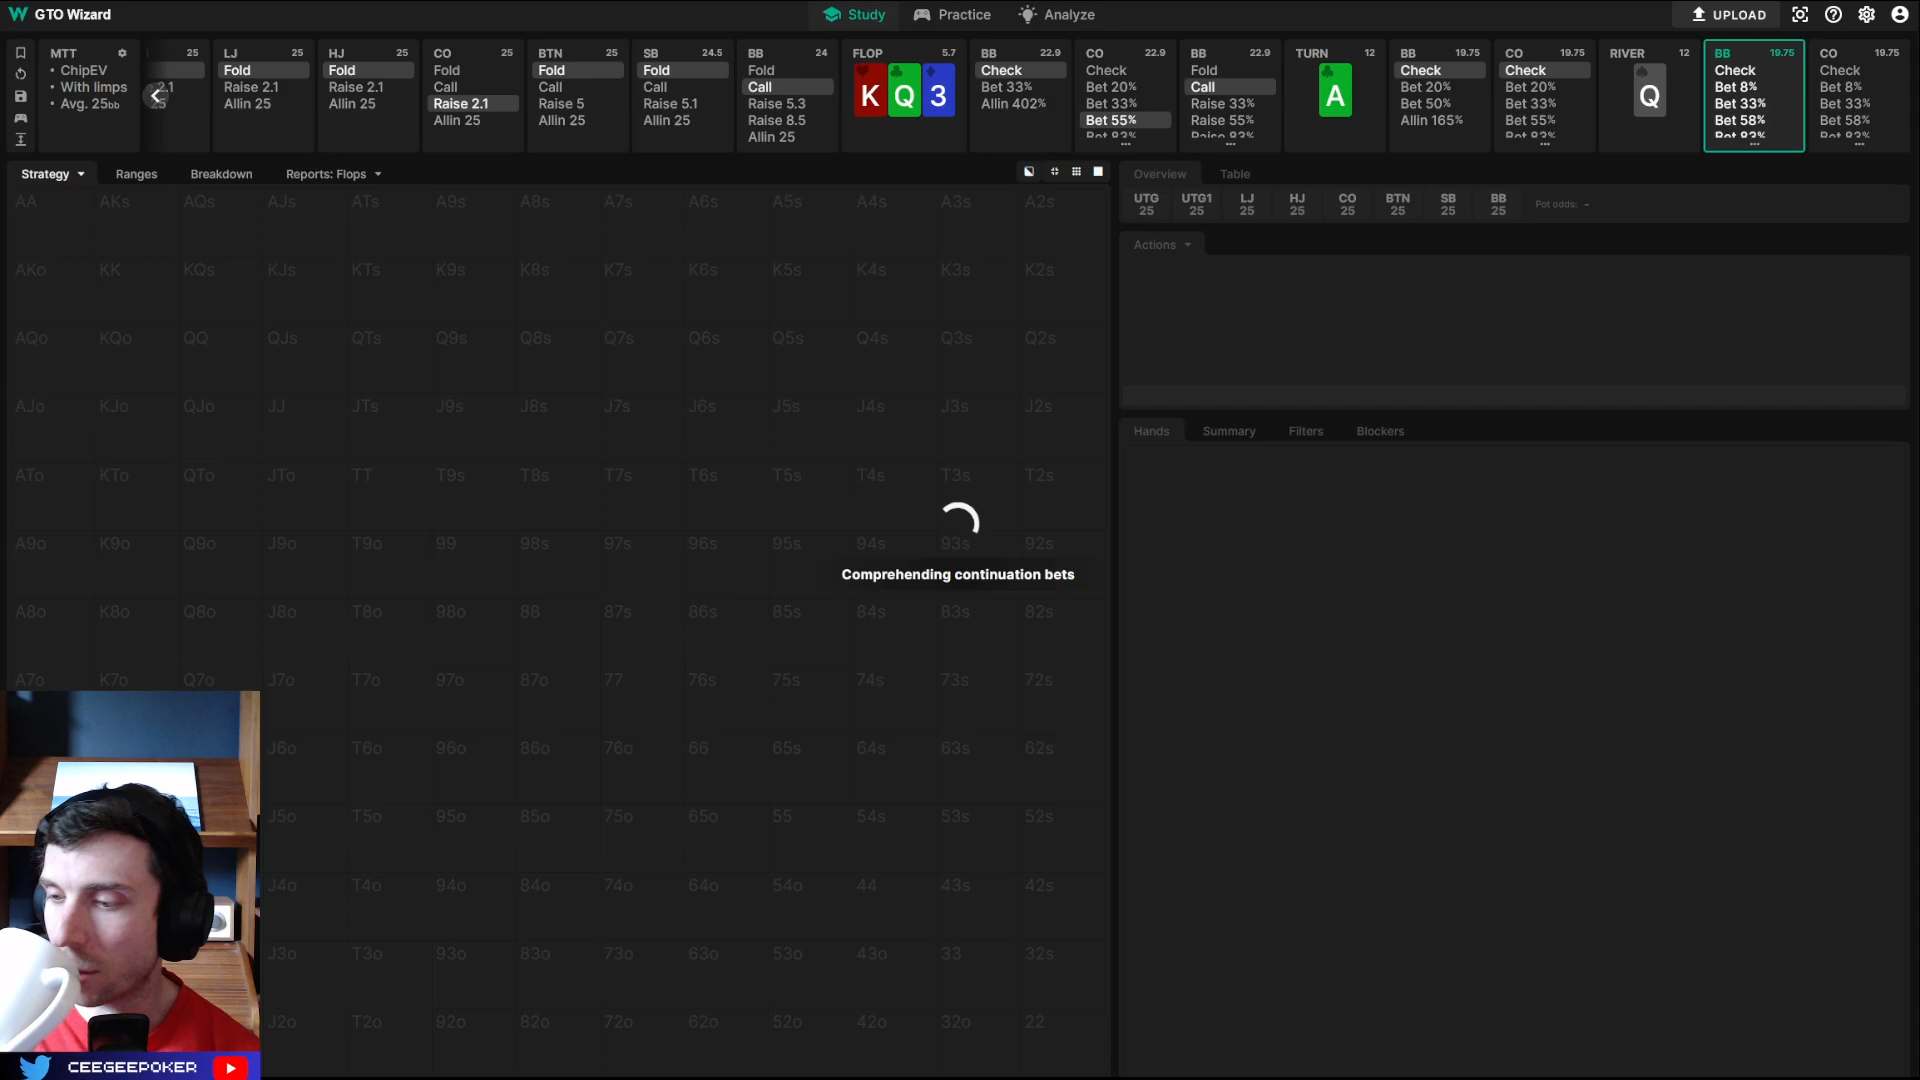 GTO Wizard
Study
Practice
Analyze
UPLOAD
MTT
• ChipEV
• With limps
• Avg. 25bb
25
2.1
25
LJ 25
Fold
Raise 2.1
Allin 25
HJ 25
Fold
Raise 2.1
Allin 25
CO 25
Fold
Call
Raise 2.1
Allin 25
BTN 25
Fold
Call
Raise 5
Allin 25
SB 24.5
Fold
Call
Raise 5.1
Allin 25
BB 24
Fold
Call
Raise 5.3
Raise 8.5
Allin 25
FLOP 5.7
K Q 3
BB 22.9
Check
Bet 33%
Allin 402%
CO 22.9
Check
Bet 20%
Bet 33%
Bet 55%
Bet 83%
...
BB 22.9
Fold
Call
Raise 33%
Raise 55%
Raise 83%
...
TURN 12
A
BB 19.75
Check
Bet 20%
Bet 50%
Allin 165%
CO 19.75
Check
Bet 20%
Bet 33%
Bet 55%
Bet 83%
...
RIVER 12
Q
BB 19.75
Check
Bet 8%
Bet 33%
Bet 58%
Bet 83%
...
CO 19.75
Check
Bet 8%
Bet 33%
Bet 58%
Bet 83%
...
Strategy Ranges Breakdown Reports: Flops
Overview Table
UTG UTG1 LJ HJ CO BTN SB BB
25 25 25 25 25 25 25 25
Pot odds: -
Actions
Hands Summary Filters Blockers
AA AKs AQs AJs ATs A9s A8s A7s A6s A5s A4s A3s A2s
AKo KK KQs KJs KTs K9s K8s K7s K6s K5s K4s K3s K2s
AQo KQo QQ QJs QTs Q9s Q8s Q7s Q6s Q5s Q4s Q3s Q2s
AJo KJo QJo JJ JTs J9s J8s J7s J6s J5s J4s J3s J2s
ATo KTo QTo JTo TT T9s T8s T7s T6s T5s T4s T3s T2s
A9o K9o Q9o J9o T9o 99 98s 97s 96s 95s 94s 93s 92s
Comprehending continuation bets
A8o K8o Q8o J8o T8o 98o 88 87s 86s 85s 84s 83s 82s
A7o K7o Q7o J7o T7o 97o 87o 77 76s 75s 74s 73s 72s
J6o T6o 96o 86o 76o 66 65s 64s 63s 62s
J5o T5o 95o 85o 75o 65o 55 54s 53s 52s
J4o T4o 94o 84o 74o 64o 54o 44 43s 42s
J3o T3o 93o 83o 73o 63o 53o 43o 33 32s
J2o T2o 92o 82o 72o 62o 52o 42o 32o 22
CEEGEEPOKER